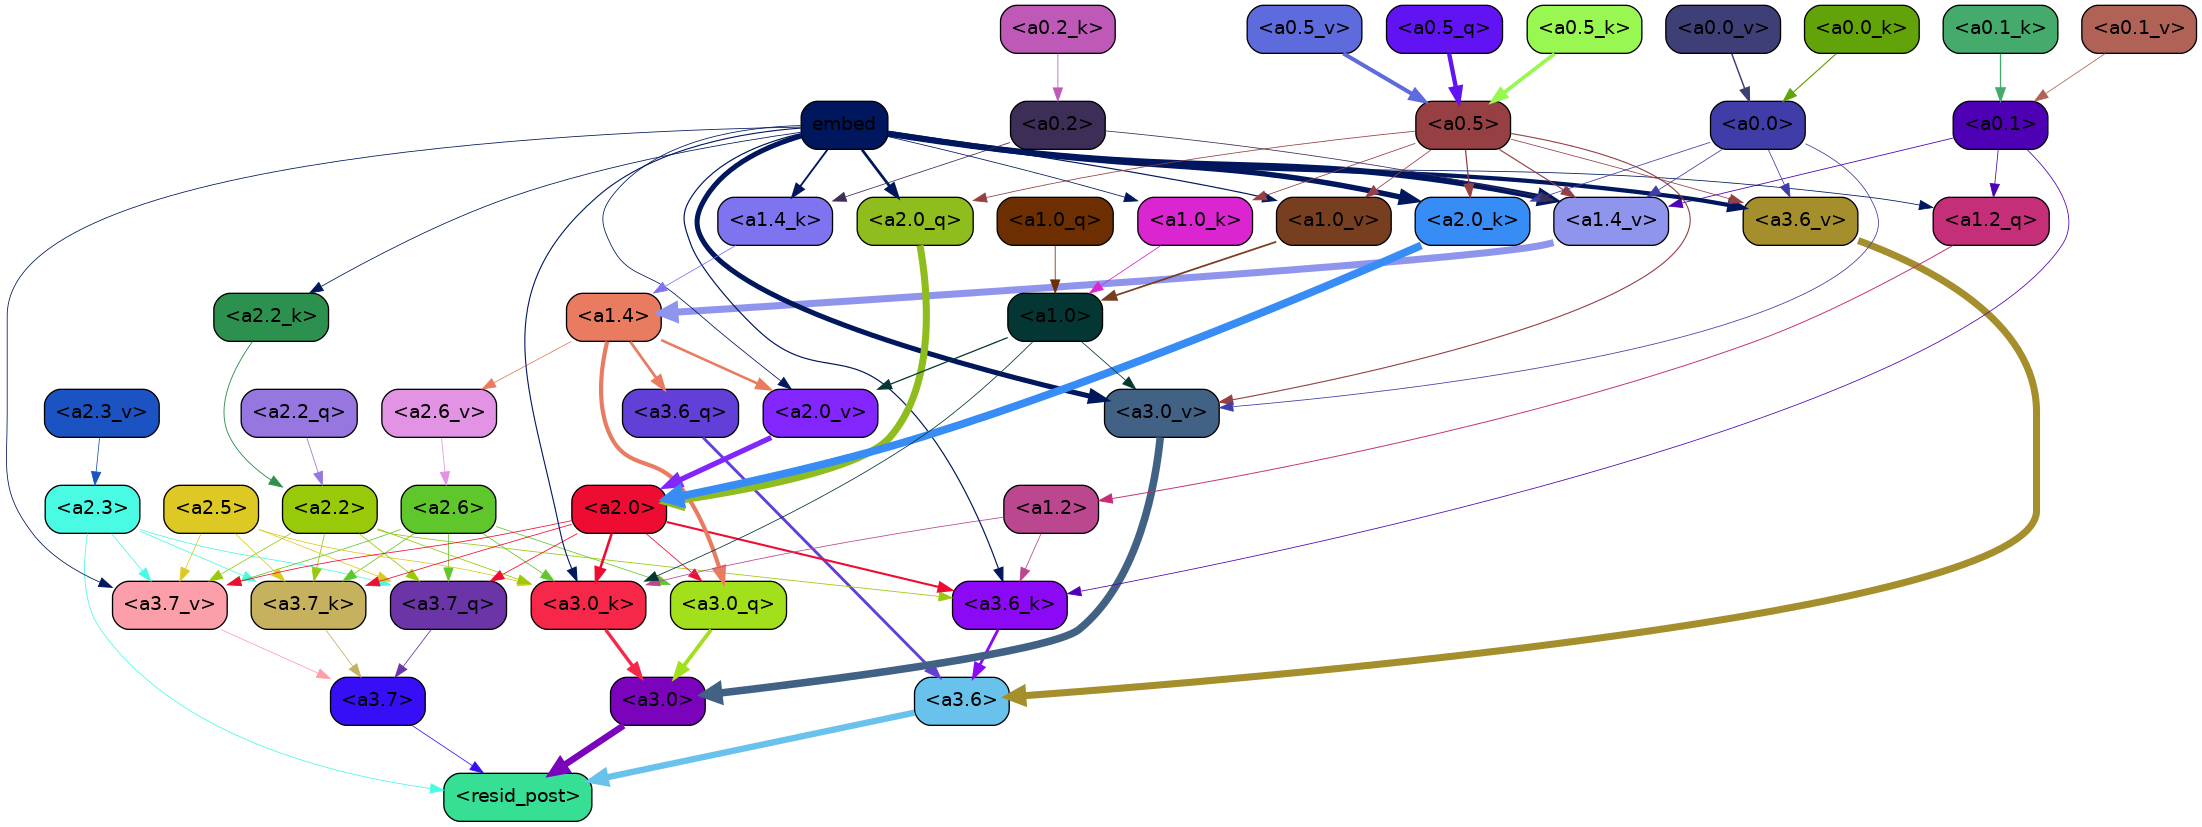 <a0.2_k> <a0.5_v> <a0.5_q> <a0.5_k> <a0.0_v> <a0.0_k> <a0.1_k> <a0.1_v>
embed <a0.2> <a0.5> <a0.0> <a0.1>
<a1.4_k> <a2.0_q> <a1.0_q> <a1.0_k> <a1.0_v> <a2.0_k> <a1.4_v> <a3.6_v> <a1.2_q>
<a2.2_k> <a1.4> <a1.0>
<a2.3_v> <a2.2_q> <a2.6_v> <a3.6_q> <a2.0_v> <a3.0_v>
<a2.3> <a2.5> <a2.2> <a2.6> <a2.0> <a1.2>
<a3.7_v> <a3.7_k> <a3.7_q> <a3.0_k> <a3.0_q> <a3.6_k>
<a3.7> <a3.0> <a3.6>
<resid_post>